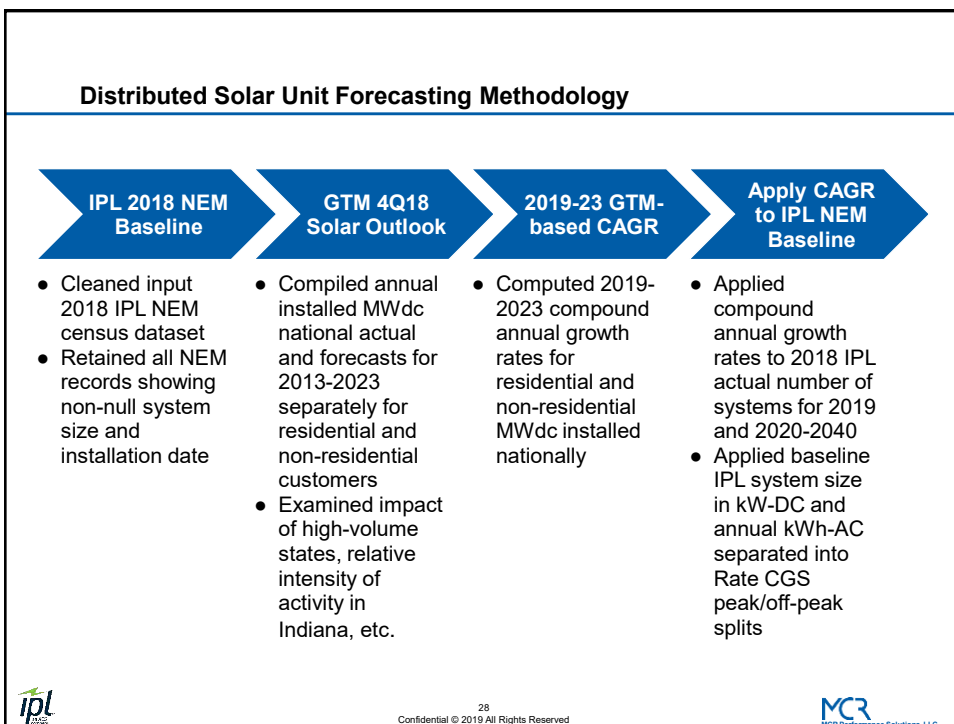 Distributed Solar Unit Forecasting Methodology
IPL 2018 NEM
Baseline
GTM 4Q18
Solar Outlook
2019-23 GTM-
based CAGR
Apply CAGR
to IPL NEM
Baseline
● Cleaned input
2018 IPL NEM
census dataset
● Retained all NEM
records showing
non-null system
size and
installation date
● Compiled annual
installed MWdc
national actual
and forecasts for
2013-2023
separately for
residential and
non-residential
customers
● Examined impact
of high-volume
states, relative
intensity of
activity in
Indiana, etc.
● Computed 2019-
2023 compound
annual growth
rates for
residential and
non-residential
MWdc installed
nationally
● Applied
compound
annual growth
rates to 2018 IPL
actual number of
systems for 2019
and 2020-2040
● Applied baseline
IPL system size
in kW-DC and
annual kWh-AC
separated into
Rate CGS
peak/off-peak
splits
ipl
28
Confidential © 2019 All Rights Reserved
MCR
MCR Performance Solutions, LLC